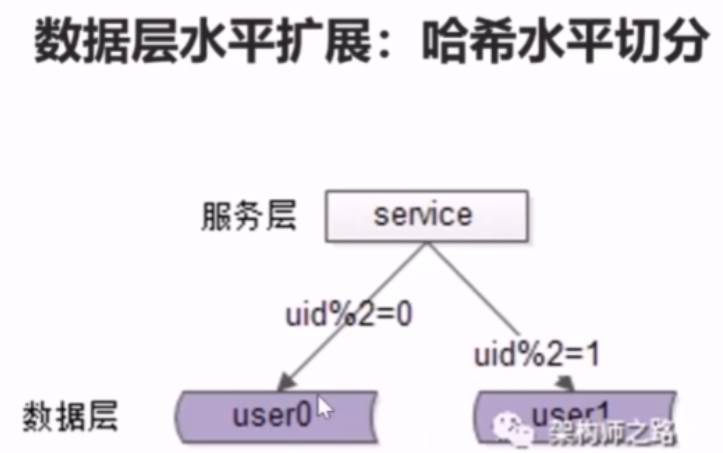 数据层水平扩展：哈希水平切分
服务层
service
uid%2=0
uid%2=1
数据层
user0
user1
架构师之路